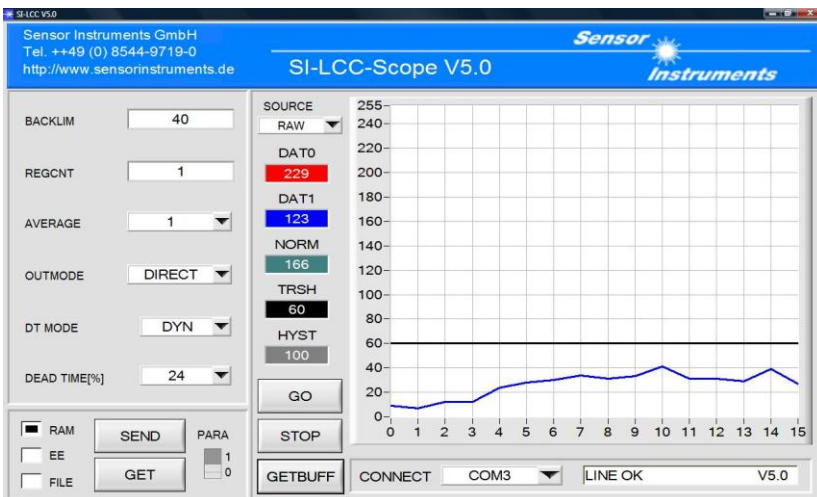 SI-LCC V5.0
Sensor Instruments GmbH
Tel. ++49 (0) 8544-9719-0
http://www.sensorinstruments.de
SI-LCC-Scope V5.0
Sensor
Instruments
BACKLIM 40
REGCNT 1
AVERAGE 1
OUTMODE DIRECT
DT MODE DYN
DEAD TIME[%] 24
RAM
EE
FILE
SEND
GET
PARA
1
0
SOURCE
RAW
DAT0
229
DAT1
123
NORM
166
TRSH
60
HYST
100
GO
STOP
GETBUFF
255
240
220
200
180
160
140
120
100
80
60
40
20
0
0 1 2 3 4 5 6 7 8 9 10 11 12 13 14 15
CONNECT COM3 LINE OK V5.0